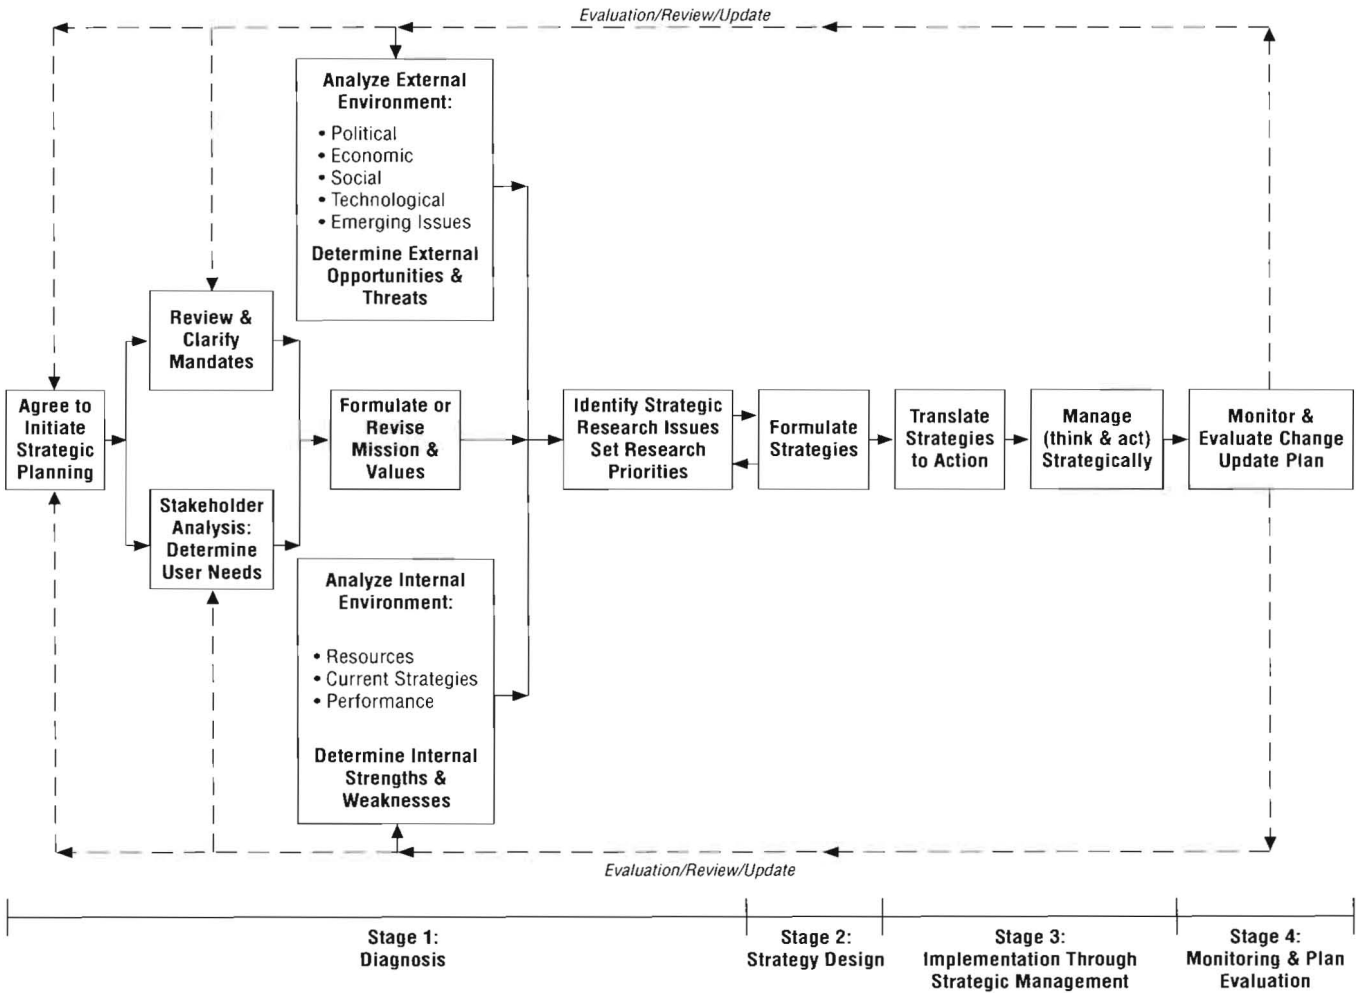 Evaluation/Review/Update
Analyze External
Environment:
• Political
• Economic
• Social
• Technological
• Emerging Issues
Determine External
Opportunities &
Threats
Review &
Clarify
Mandates
Agree to
Initiate
Strategic
Planning
Formulate or
Revise
Mission &
Values
Identify Strategic
Research Issues
Set Research
Priorities
Formulate
Strategies
Translate
Strategies
to Action
Manage
(think & act)
Strategically
Monitor &
Evaluate Change
Update Plan
Stakeholder
Analysis:
Determine
User Needs
Analyze Internal
Environment:
• Resources
• Current Strategies
• Performance
Determine Internal
Strengths &
Weaknesses
Evaluation/Review/Update
Stage 1:
Diagnosis
Stage 2:
Strategy Design
Stage 3:
Implementation Through
Strategic Management
Stage 4:
Monitoring & Plan
Evaluation